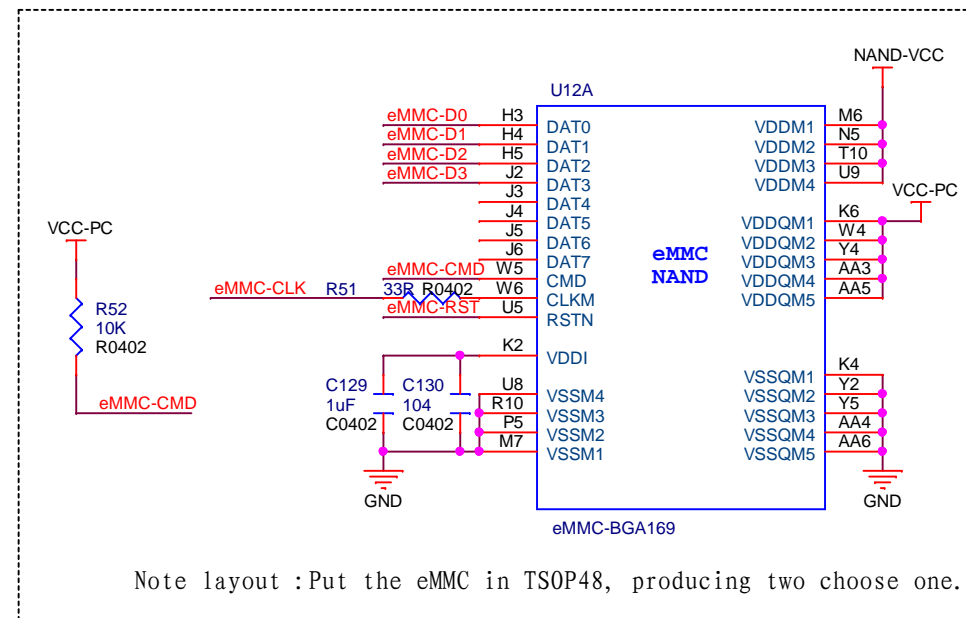 NAND-VCC
U12A
eMMC-D0 H3 DAT0 VDDM1 M6
eMMC-D1 H4 DAT1 VDDM2 N5
eMMC-D2 H5 DAT2 VDDM3 T10
eMMC-D3 J2 DAT3 VDDM4 U9
J3 DAT4
VCC-PC
J4 DAT5 VDDQM1 K6
J5 DAT6 VDDQM2 W4
J6 DAT7 VDDQM3 Y4
VCC-PC
eMMC NAND
eMMC-CMD W5 CMD VDDQM4 AA3
eMMC-CLK R51 33R R0402 W6 CLKM VDDQM5 AA5
eMMC-RST U5 RSTN
R52
10K
R0402
K2 VDDI
VSSQM1 K4
C129 C130 U8 VSSM4 VSSQM2 Y2
1uF 104 R10 VSSM3 VSSQM3 Y5
C0402 C0402 P5 VSSM2 VSSQM4 AA4
M7 VSSM1 VSSQM5 AA6
eMMC-CMD
GND GND
eMMC-BGA169
Note layout :Put the eMMC in TSOP48, producing two choose one.